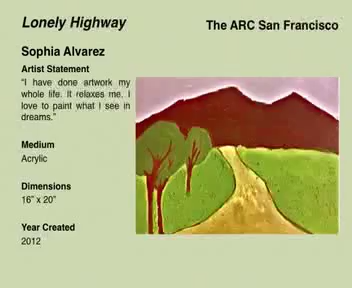 Lonely Highway
The ARC San Francisco
Sophia Alvarez
Artist Statement
“I have done artwork my
whole life. It relaxes me. I
love to paint what I see in
dreams.”
Medium
Acrylic
Dimensions
16” x 20”
Year Created
2012